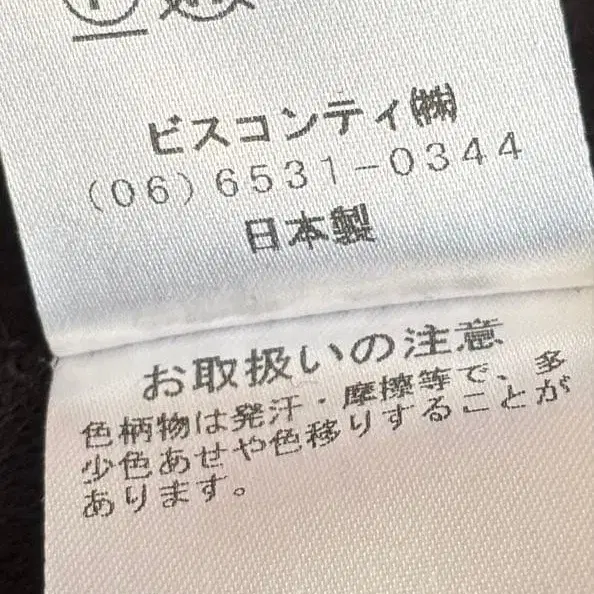 ビスコンティ㈱
(06)6531-0344
日本製
お取扱いの注意
色柄物は発汗・摩擦等で、多
少色あせや色移りすることが
あります。